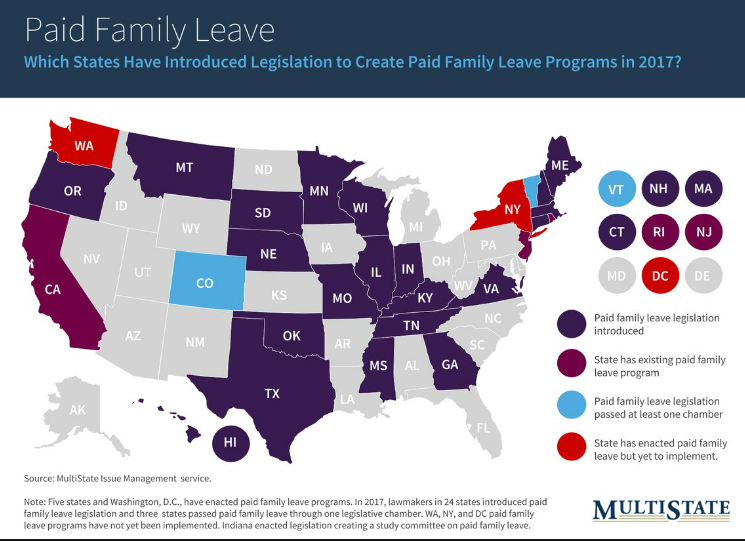 Paid Family Leave
Which States Have Introduced Legislation to Create Paid Family Leave Programs in 2017?
WA
MT
ND
ME
OR
MN
VT
NH
MA
ID
SD
WI
NY
WY
MI
CT
RI
NJ
NE
IA
PA
NV
UT
CO
IL
IN
OH
MD
DC
DE
CA
KS
MO
WV
VA
KY
Paid family leave legislation
introduced
AZ
NM
OK
AR
TN
NC
SC
State has existing paid family
leave program
TX
MS
AL
GA
LA
Paid family leave legislation
passed at least one chamber
AK
HI
FL
State has enacted paid family
leave but yet to implement.
Source: MultiState Issue Management service.
Note: Five states and Washington, D.C., have enacted paid family leave programs. In 2017, lawmakers in 24 states introduced paid
family leave legislation and three states passed paid family leave through one legislative chamber. WA, NY, and DC paid family
leave programs have not yet been implemented. Indiana enacted legislation creating a study committee on paid family leave.
MULTISTATE